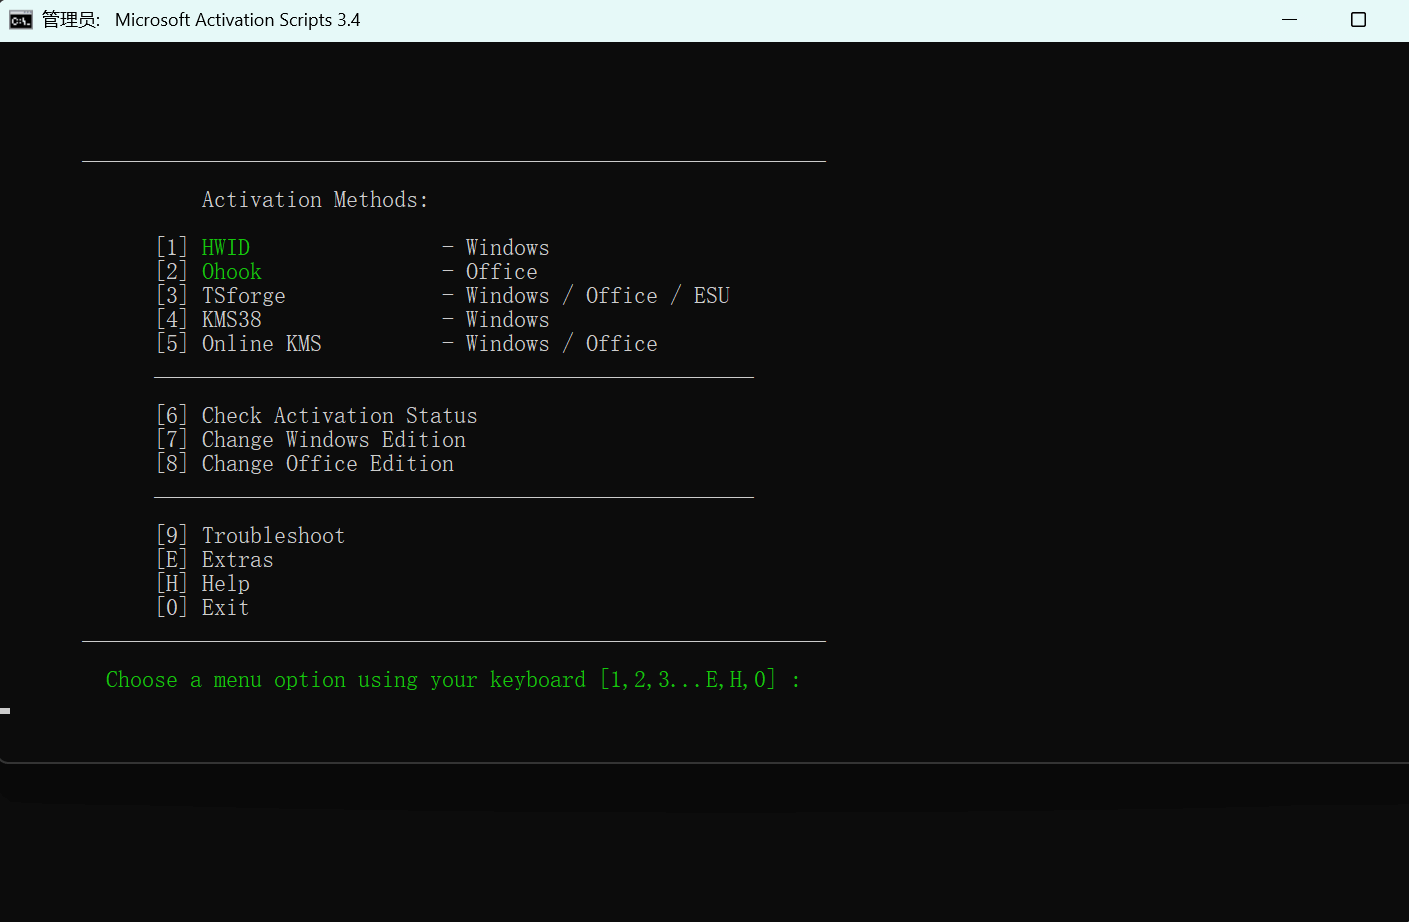 管理员:   Microsoft Activation Scripts 3.4
Activation Methods:
[1] HWID                - Windows
[2] Ohook               - Office
[3] TSforge             - Windows / Office / ESU
[4] KMS38               - Windows
[5] Online KMS          - Windows / Office
[6] Check Activation Status
[7] Change Windows Edition
[8] Change Office Edition
[9] Troubleshoot
[E] Extras
[H] Help
[0] Exit
Choose a menu option using your keyboard [1,2,3...E,H,0] :